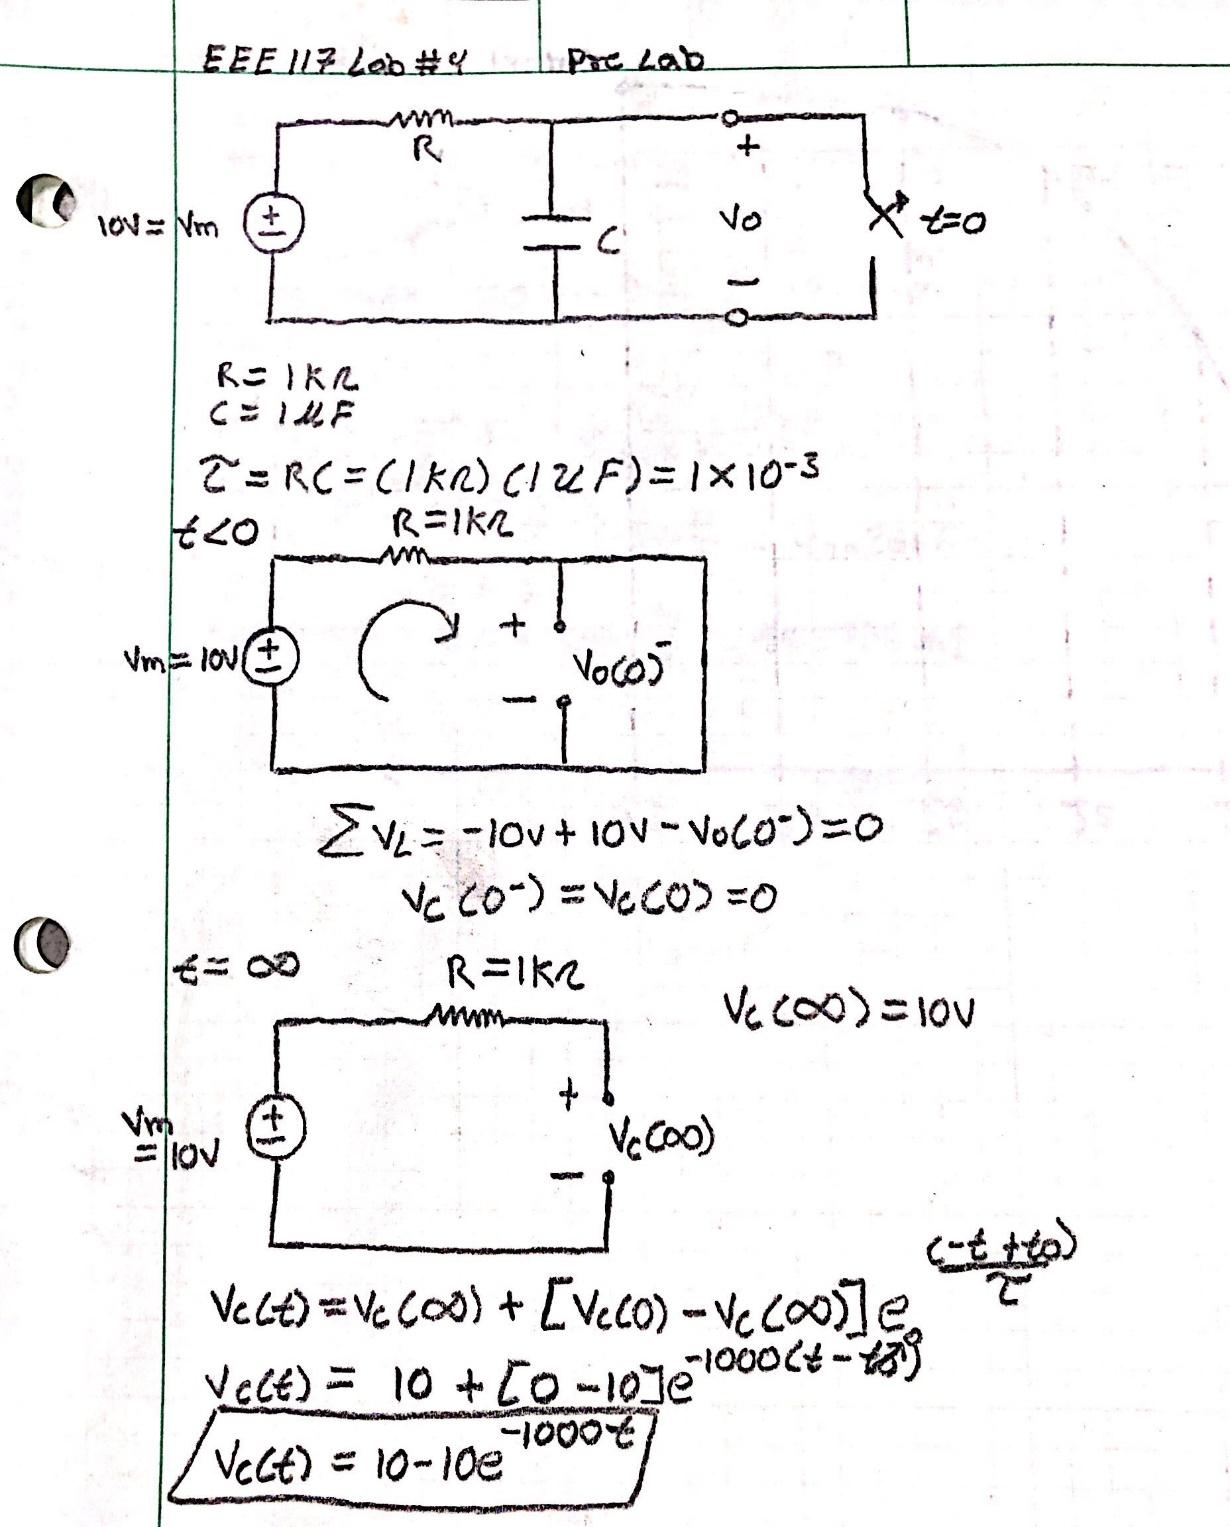 EEE 117 Lab #4 Pre Lab
R
+
10V = Vm
+
-
C
Vo
t=0
-
R = 1kΩ
C = 1μF
τ = RC = (1kΩ)(1μF) = 1×10⁻³
t<0
R=1kΩ
Vm=10V
+
-
+
Vo(0)⁻
-
ΣVL = -10V + 10V - Vo(0⁻) = 0
Vc(0⁻) = Vc(0) = 0
t = ∞
R=1kΩ
Vc(∞) = 10V
+
Vm
= 10V
+
-
Vc(∞)
-
Vc(t) = Vc(∞) + [Vc(0) - Vc(∞)]e^((-t+t0)/τ)
Vc(t) = 10 + [0-10]e^(-1000(t-t0)) 0
Vc(t) = 10-10e^(-1000t)